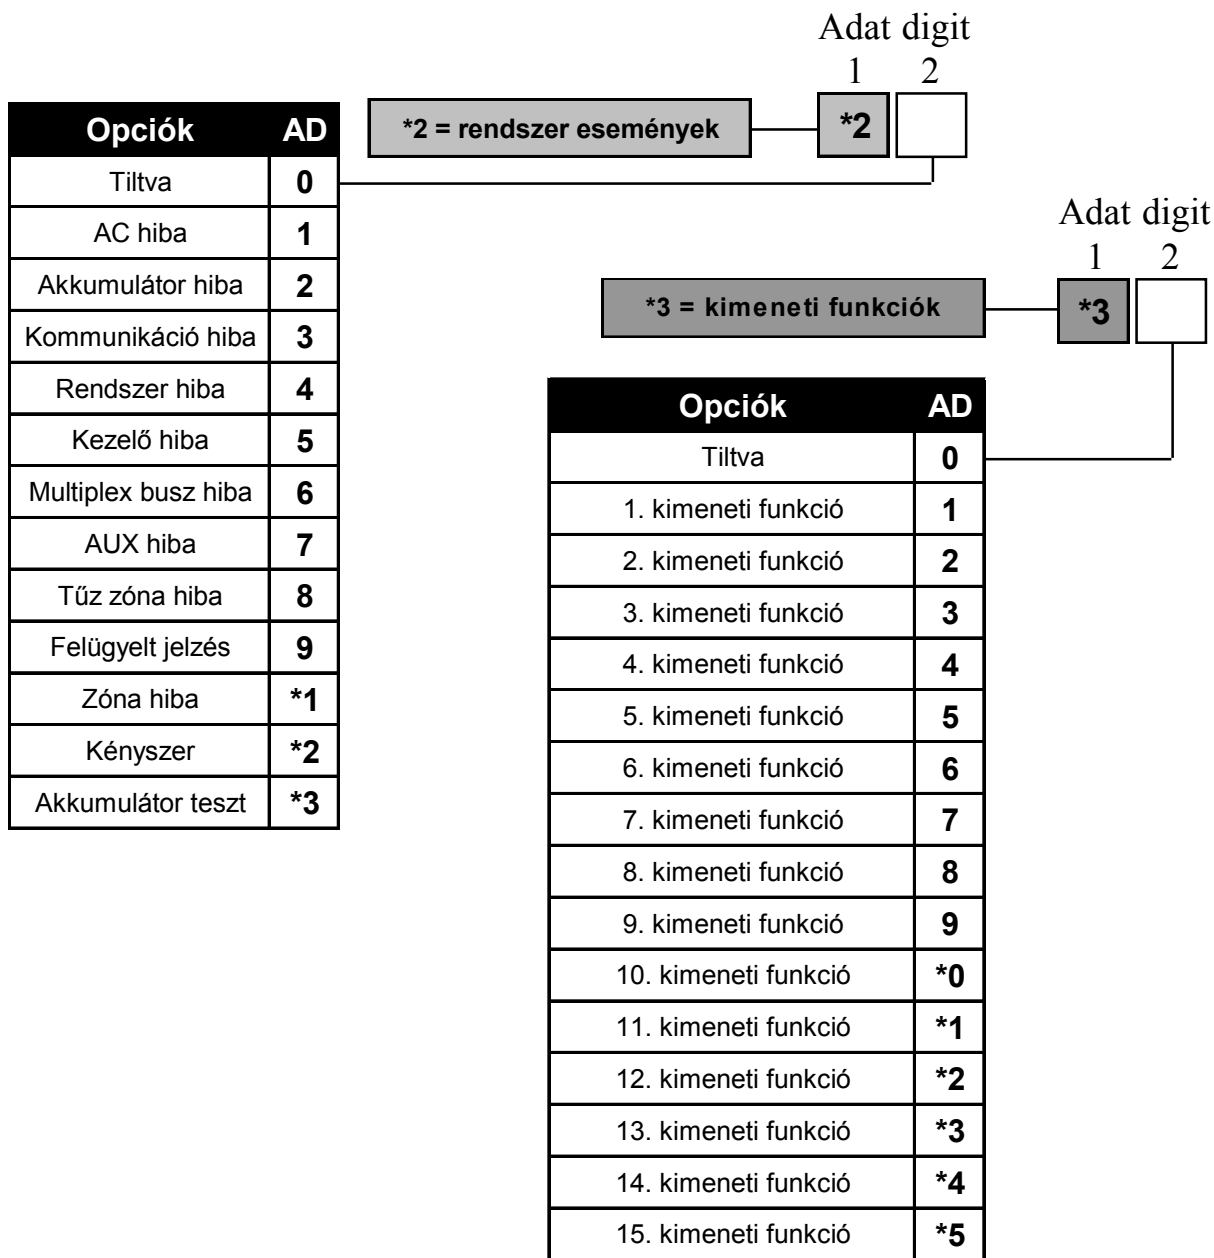 Adat digit
1 2
*2 = rendszer események *2
Opciók AD
Tiltva 0
AC hiba 1
Akkumulátor hiba 2
Kommunikáció hiba 3
Rendszer hiba 4
Kezelő hiba 5
Multiplex busz hiba 6
AUX hiba 7
Tűz zóna hiba 8
Felügyelt jelzés 9
Zóna hiba *1
Kényszer *2
Akkumulátor teszt *3
Adat digit
1 2
*3 = kimeneti funkciók *3
Opciók AD
Tiltva 0
1. kimeneti funkció 1
2. kimeneti funkció 2
3. kimeneti funkció 3
4. kimeneti funkció 4
5. kimeneti funkció 5
6. kimeneti funkció 6
7. kimeneti funkció 7
8. kimeneti funkció 8
9. kimeneti funkció 9
10. kimeneti funkció *0
11. kimeneti funkció *1
12. kimeneti funkció *2
13. kimeneti funkció *3
14. kimeneti funkció *4
15. kimeneti funkció *5